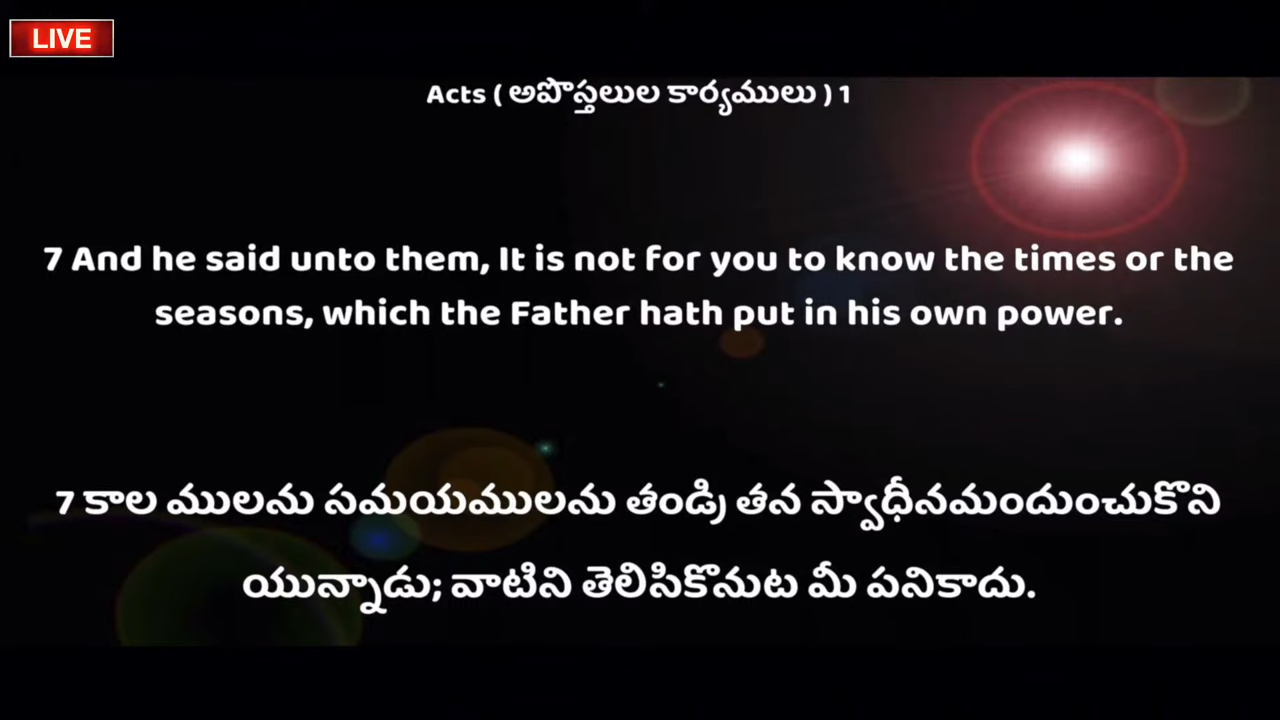 LIVE
Acts ( అపొస్తలుల కార్యములు ) 1
7 And he said unto them, It is not for you to know the times or the
seasons, which the Father hath put in his own power.
7 కాల ములను సమయములను తండ్రి తన స్వాధీనమందుంచుకొని
యున్నాడు; వాటిని తెలిసికొనుట మీ పనికాదు.